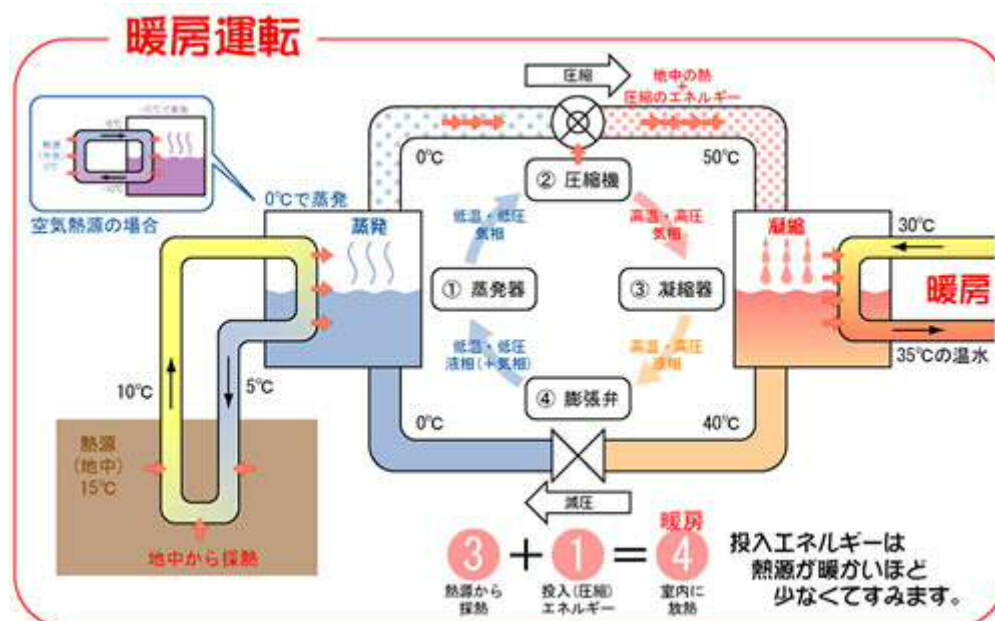 暖房運転
圧縮
地中の熱
+
圧縮のエネルギー
0℃
50℃
② 圧縮機
空気熱源の場合
0℃で蒸発
蒸発
低温・低圧
気相
高温・高圧
気相
凝縮
30℃
① 蒸発器
③ 凝縮器
暖房
低温・低圧
液相(+気相)
高温・高圧
液相
35℃の温水
10℃
5℃
④ 膨張弁
0℃
40℃
熱源
(地中)
15℃
減圧
地中から採熱
暖房
3 + 1 = 4
熱源から
採熱
投入(圧縮)
エネルギー
室内に
放熱
投入エネルギーは
熱源が暖かいほど
少なくてすみます。